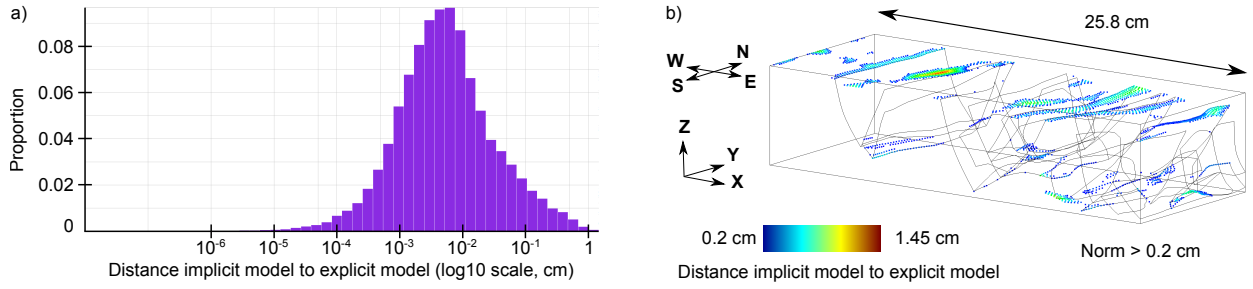 a)
Proportion
0.08
0.06
0.04
0.02
0
10-6
10-5
10-4
10-3
10-2
10-1
1
Distance implicit model to explicit model (log10 scale, cm)
b)
25.8 cm
N
W
E
S
Z
Y
X
0.2 cm
1.45 cm
Norm > 0.2 cm
Distance implicit model to explicit model